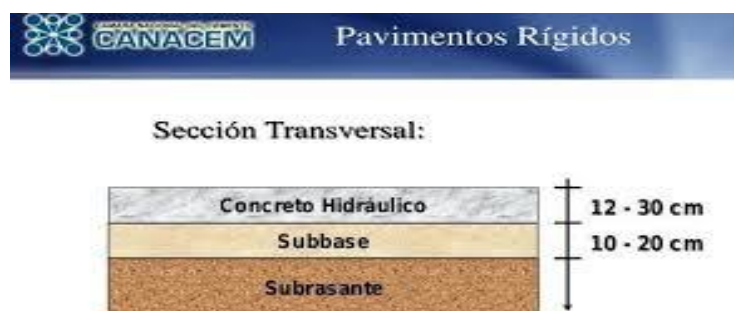 CANACEM
Pavimentos Rígidos
Sección Transversal:
Concreto Hidráulico
12 - 30 cm
Subbase
10 - 20 cm
Subrasante